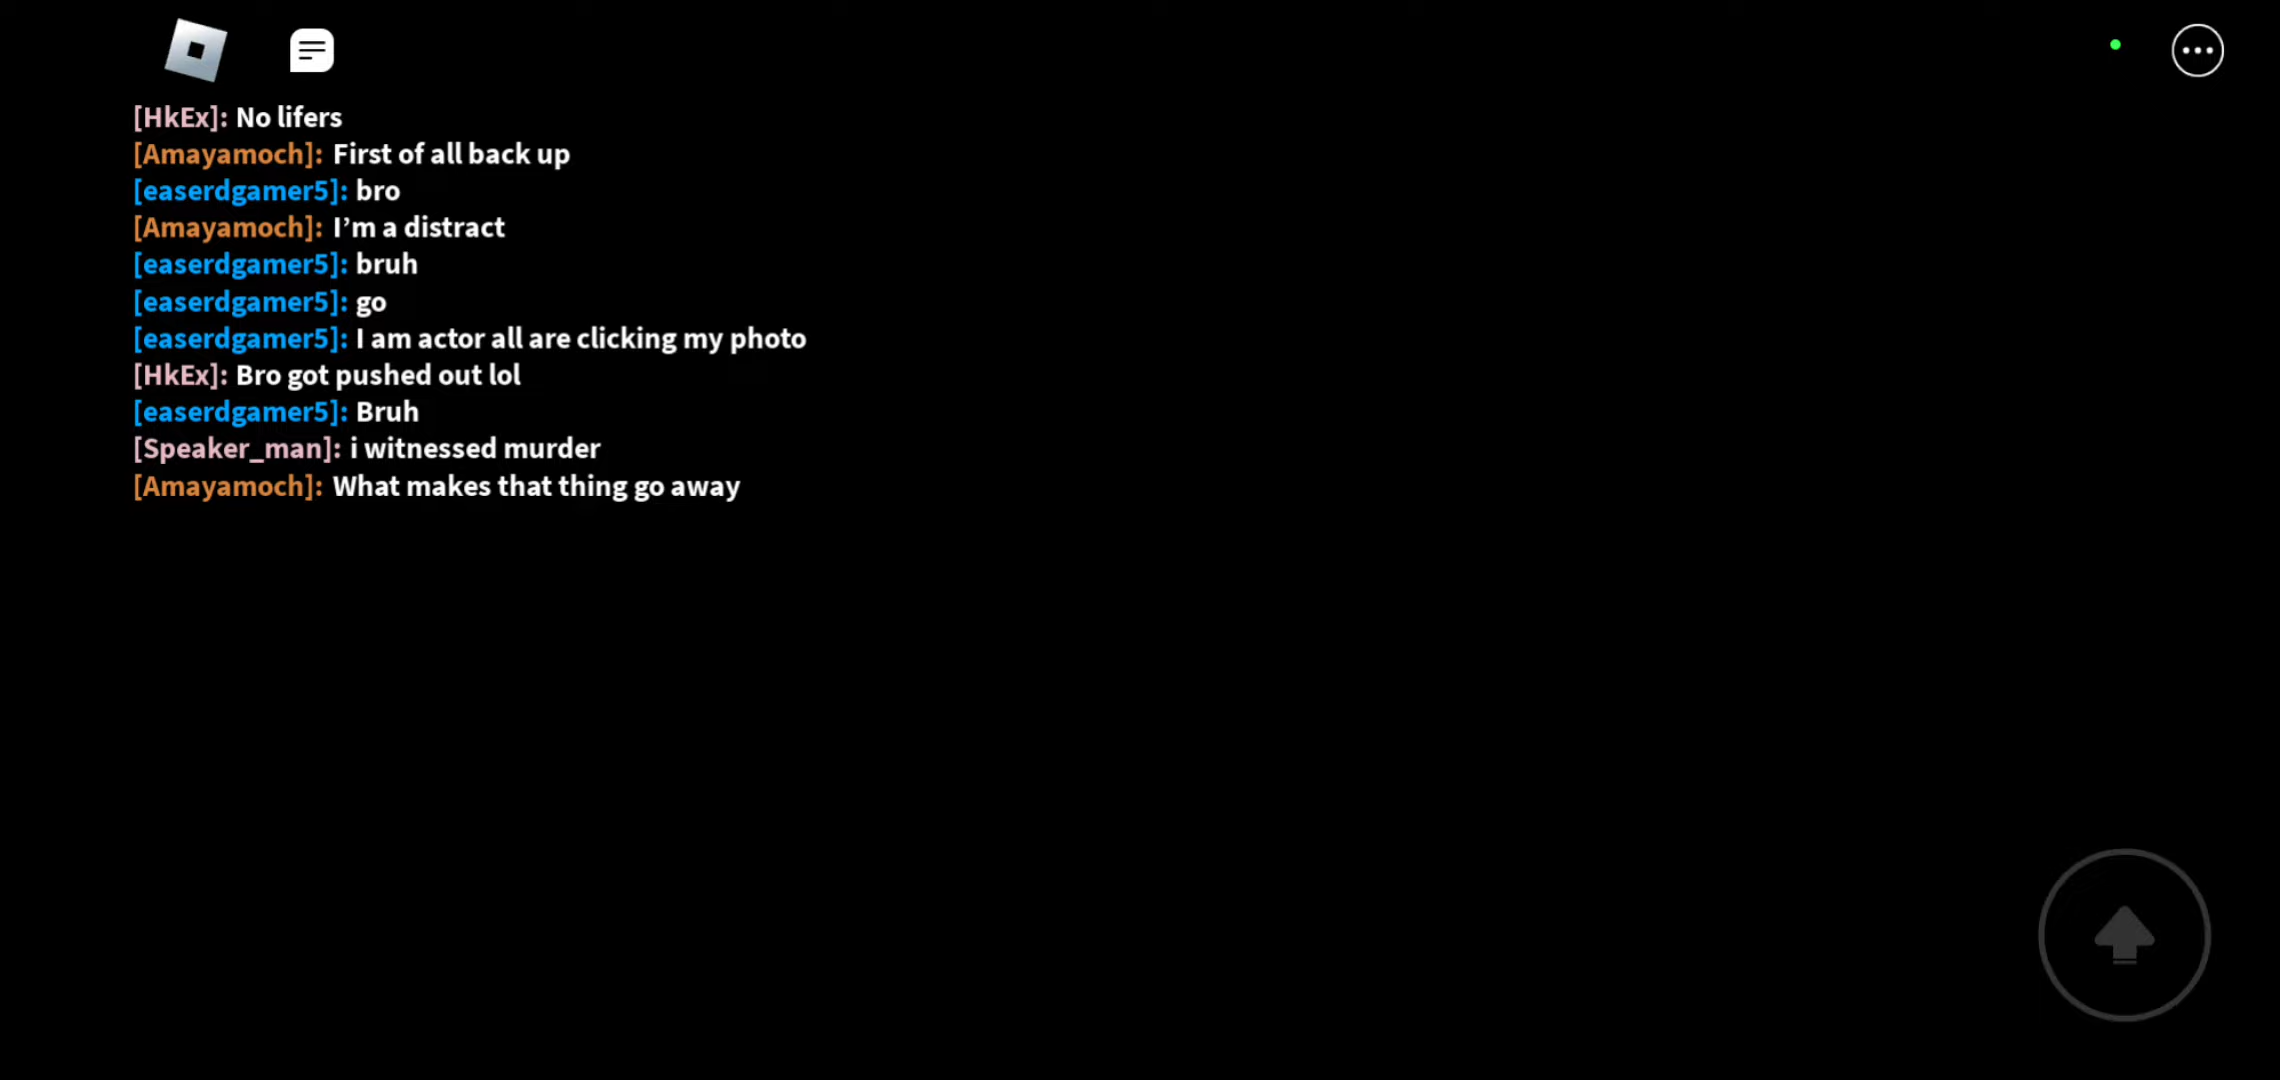 [HkEx]: No lifers
[Amayamoch]: First of all back up
[easerdgamer5]: bro
[Amayamoch]: I’m a distract
[easerdgamer5]: bruh
[easerdgamer5]: go
[easerdgamer5]: I am actor all are clicking my photo
[HkEx]: Bro got pushed out lol
[easerdgamer5]: Bruh
[Speaker_man]: i witnessed murder
[Amayamoch]: What makes that thing go away